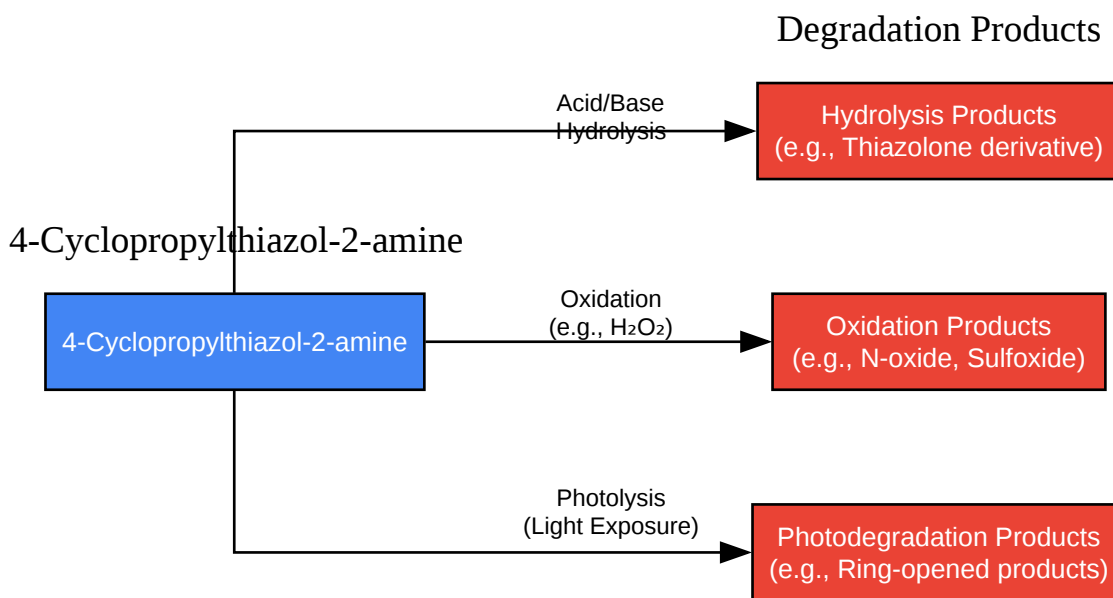 Degradation Products
Acid/Base
Hydrolysis
Hydrolysis Products
(e.g., Thiazolone derivative)
4-Cyclopropylthiazol-2-amine
4-Cyclopropylthiazol-2-amine
Oxidation
(e.g., H₂O₂)
Oxidation Products
(e.g., N-oxide, Sulfoxide)
Photolysis
(Light Exposure)
Photodegradation Products
(e.g., Ring-opened products)